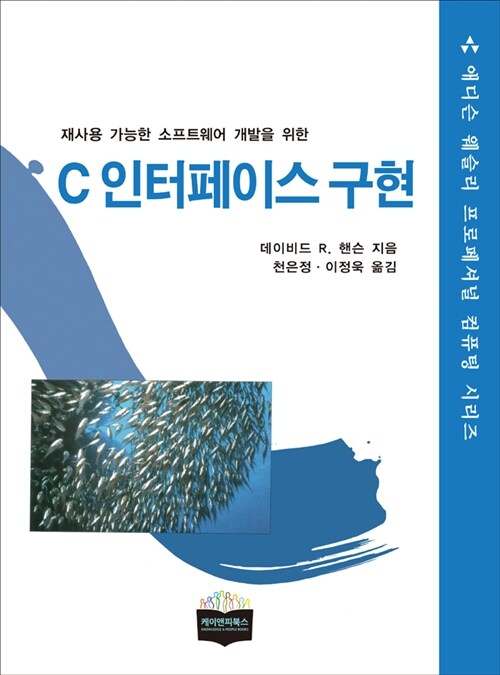 재사용 가능한 소프트웨어 개발을 위한
C 인터페이스 구현
데이비드 R. 핸슨 지음
천은정 · 이정욱 옮김
애디슨 웨슬리 프로페셔널 컴퓨팅 시리즈
케이앤피북스
KNOWLEDGE & PEOPLE BOOKS